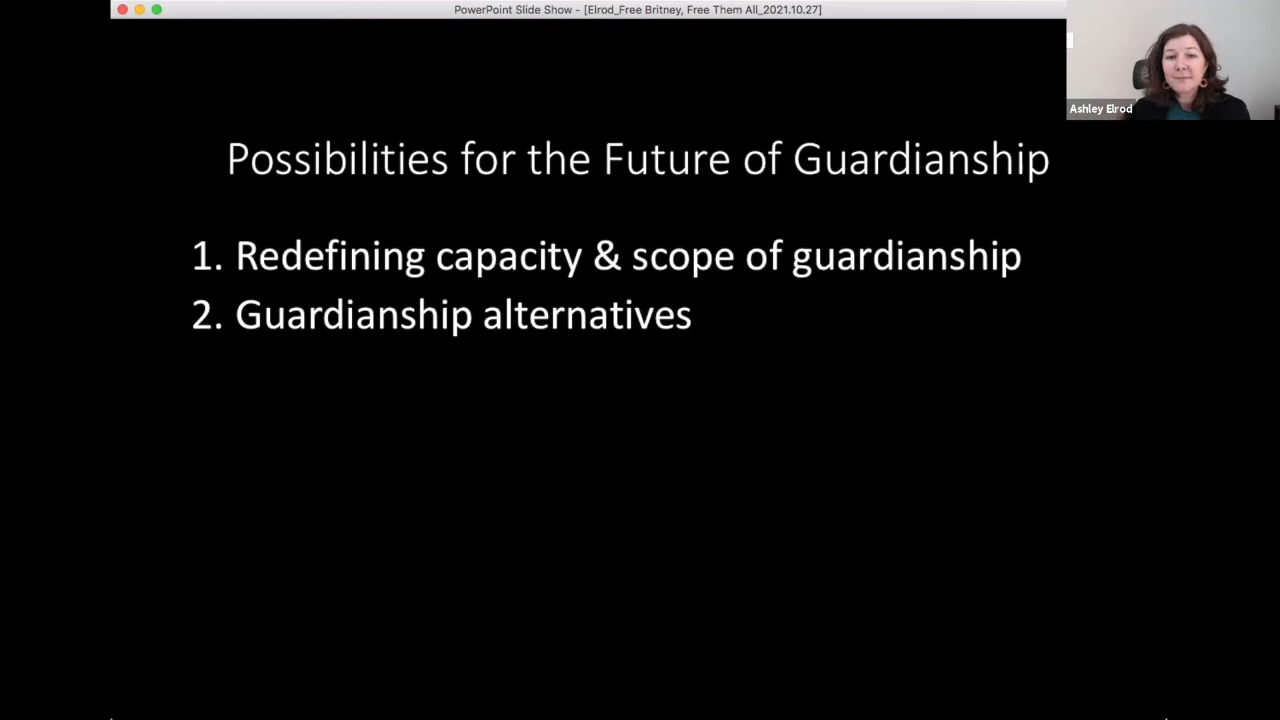 PowerPoint Slide Show - [Elrod_Free Britney, Free Them All_2021.10.27]
Ashley Elrod
Possibilities for the Future of Guardianship
1. Redefining capacity & scope of guardianship
2. Guardianship alternatives